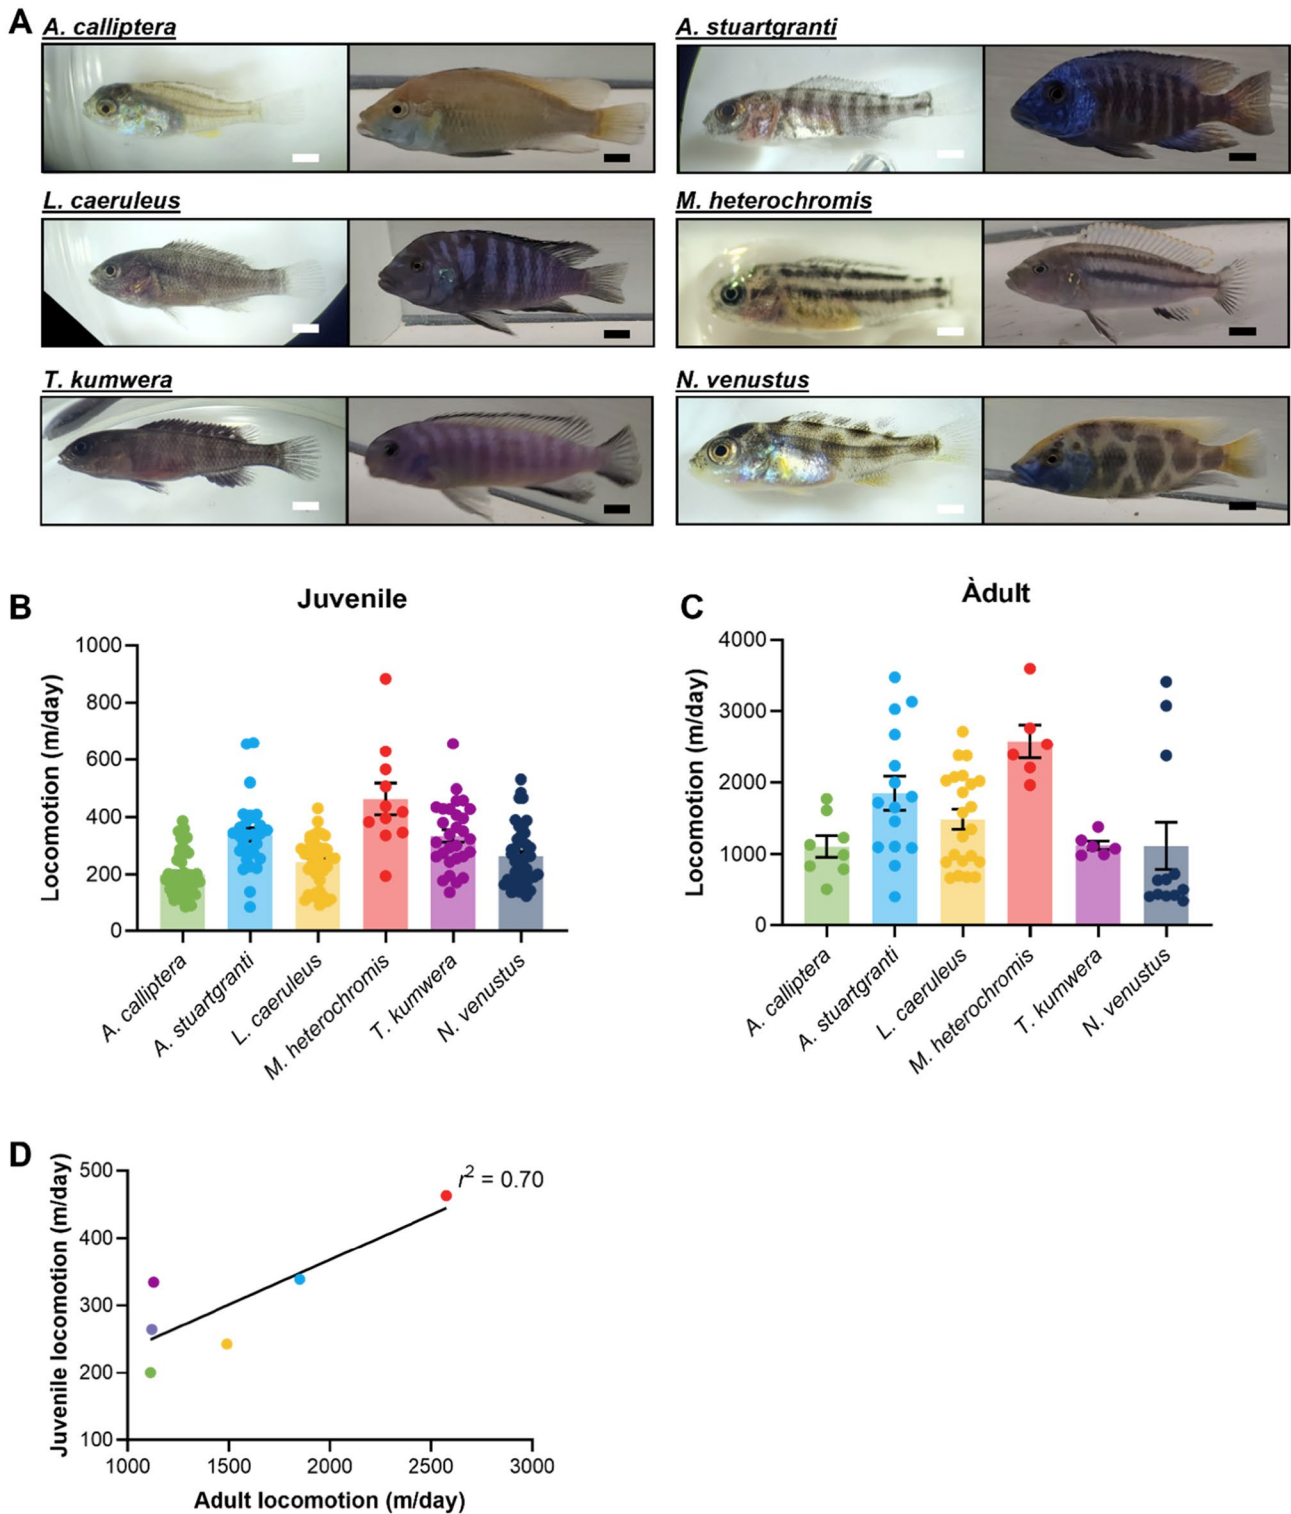 A
A. calliptera
A. stuartgranti
L. caeruleus
M. heterochromis
T. kumwera
N. venustus
B
Juvenile
Locomotion (m/day)
1000
800
600
400
200
0
A. calliptera
A. stuartgranti
L. caeruleus
M. heterochromis
T. kumwera
N. venustus
C
Àdult
Locomotion (m/day)
4000
3000
2000
1000
0
A. calliptera
A. stuartgranti
L. caeruleus
M. heterochromis
T. kumwera
N. venustus
D
Juvenile locomotion (m/day)
500
400
300
200
100
r² = 0.70
1000 1500 2000 2500 3000
Adult locomotion (m/day)